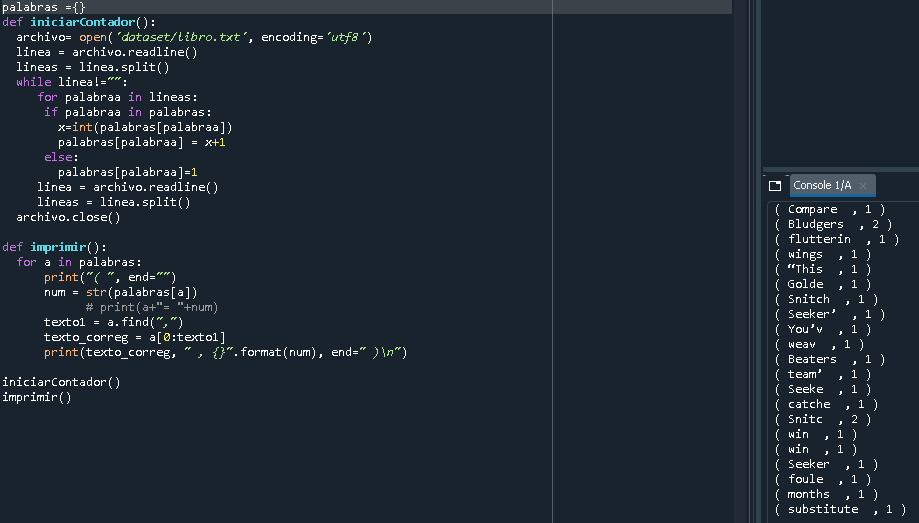 palabras ={}
def iniciarContador():
  archivo= open('dataset/libro.txt', encoding='utf8')
  linea = archivo.readline()
  lineas = linea.split()
  while linea!="":
     for palabraa in lineas:
      if palabraa in palabras:
        x=int(palabras[palabraa])
        palabras[palabraa] = x+1
      else:
        palabras[palabraa]=1
     linea = archivo.readline()
     lineas = linea.split()
  archivo.close()

def imprimir():
  for a in palabras:
      print("( ", end="")
      num = str(palabras[a])
            # print(a+"= "+num)
      texto1 = a.find(",")
      texto_correg = a[0:texto1]
      print(texto_correg, " , {}".format(num), end=" )\n")

iniciarContador()
imprimir()

Console 1/A
( Compare  , 1 )
( Bludgers  , 2 )
( flutterin  , 1 )
( wings  , 1 )
( “This  , 1 )
( Golde  , 1 )
( Snitch  , 1 )
( Seeker’  , 1 )
( You’v  , 1 )
( weav  , 1 )
( Beaters  , 1 )
( team’  , 1 )
( Seeke  , 1 )
( catche  , 1 )
( Snitc  , 2 )
( win  , 1 )
( win  , 1 )
( Seeker  , 1 )
( foule  , 1 )
( months  , 1 )
( substitute  , 1 )